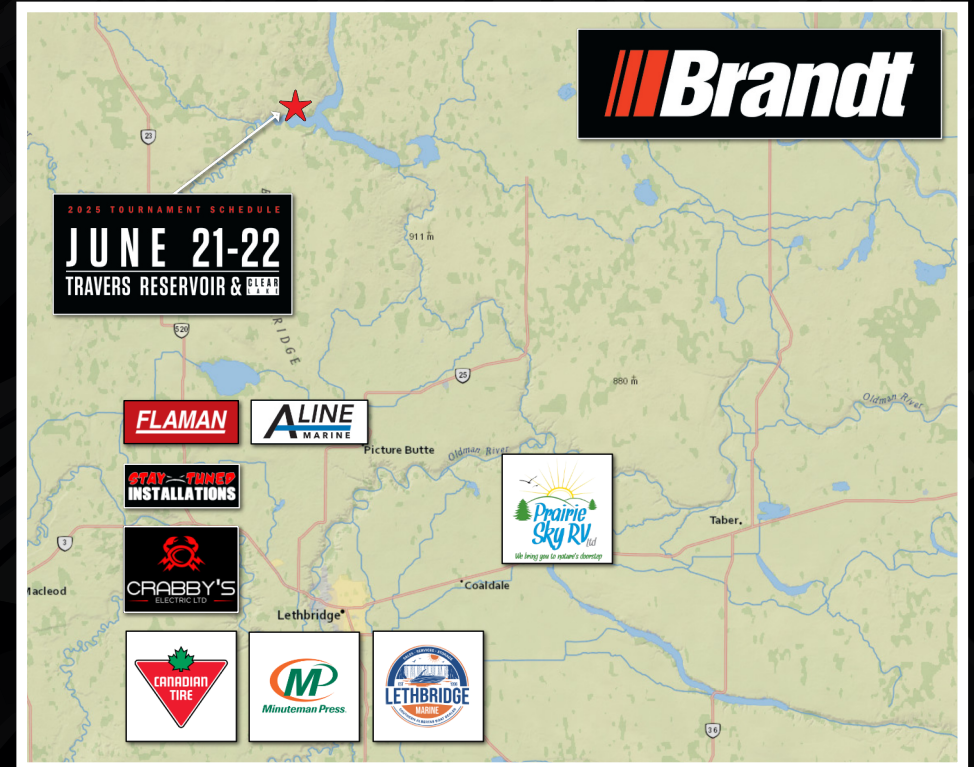 Brandt
23
2025 TOURNAMENT SCHEDULE
JUNE 21-22
TRAVERS RESERVOIR & CLEAR LAKE
911 m
RIDGE
520
25
880 m
Oldman River
FLAMAN
ALINE
MARINE
Picture Butte
Oldman River
STAY TUNED
INSTALLATIONS
Prairie
Sky RV
ltd
We bring you to nature's doorstep
Taber
3
CRABBY'S
ELECTRIC LTD
Macleod
Coaldale
Lethbridge
CANADIAN
TIRE
MP
Minuteman Press
LETHBRIDGE
MARINE
36